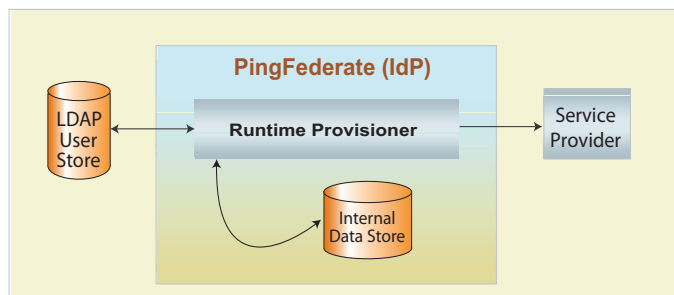 PingFederate (IdP)
LDAP
User
Store
Runtime Provisioner
Service
Provider
Internal
Data Store